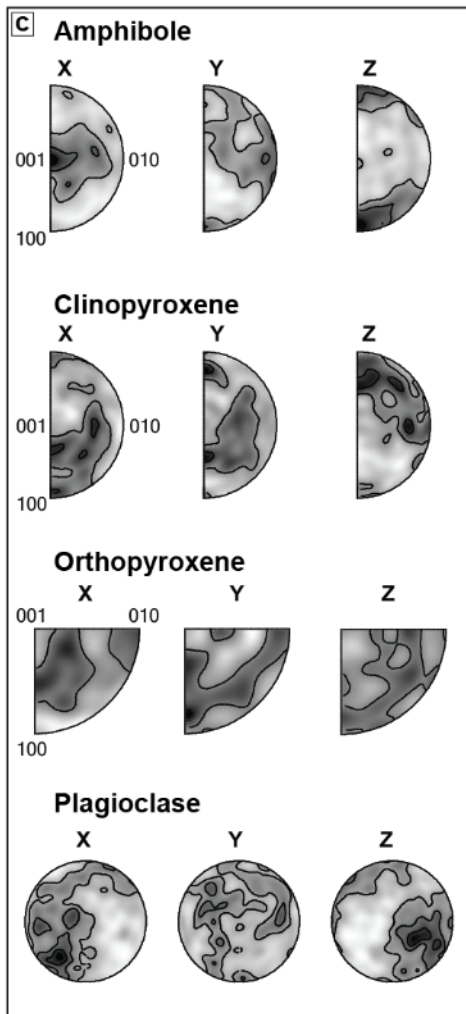 C Amphibole
X Y Z
001 010
100
Clinopyroxene
X Y Z
001 010
100
Orthopyroxene
X Y Z
001 010
100
Plagioclase
X Y Z